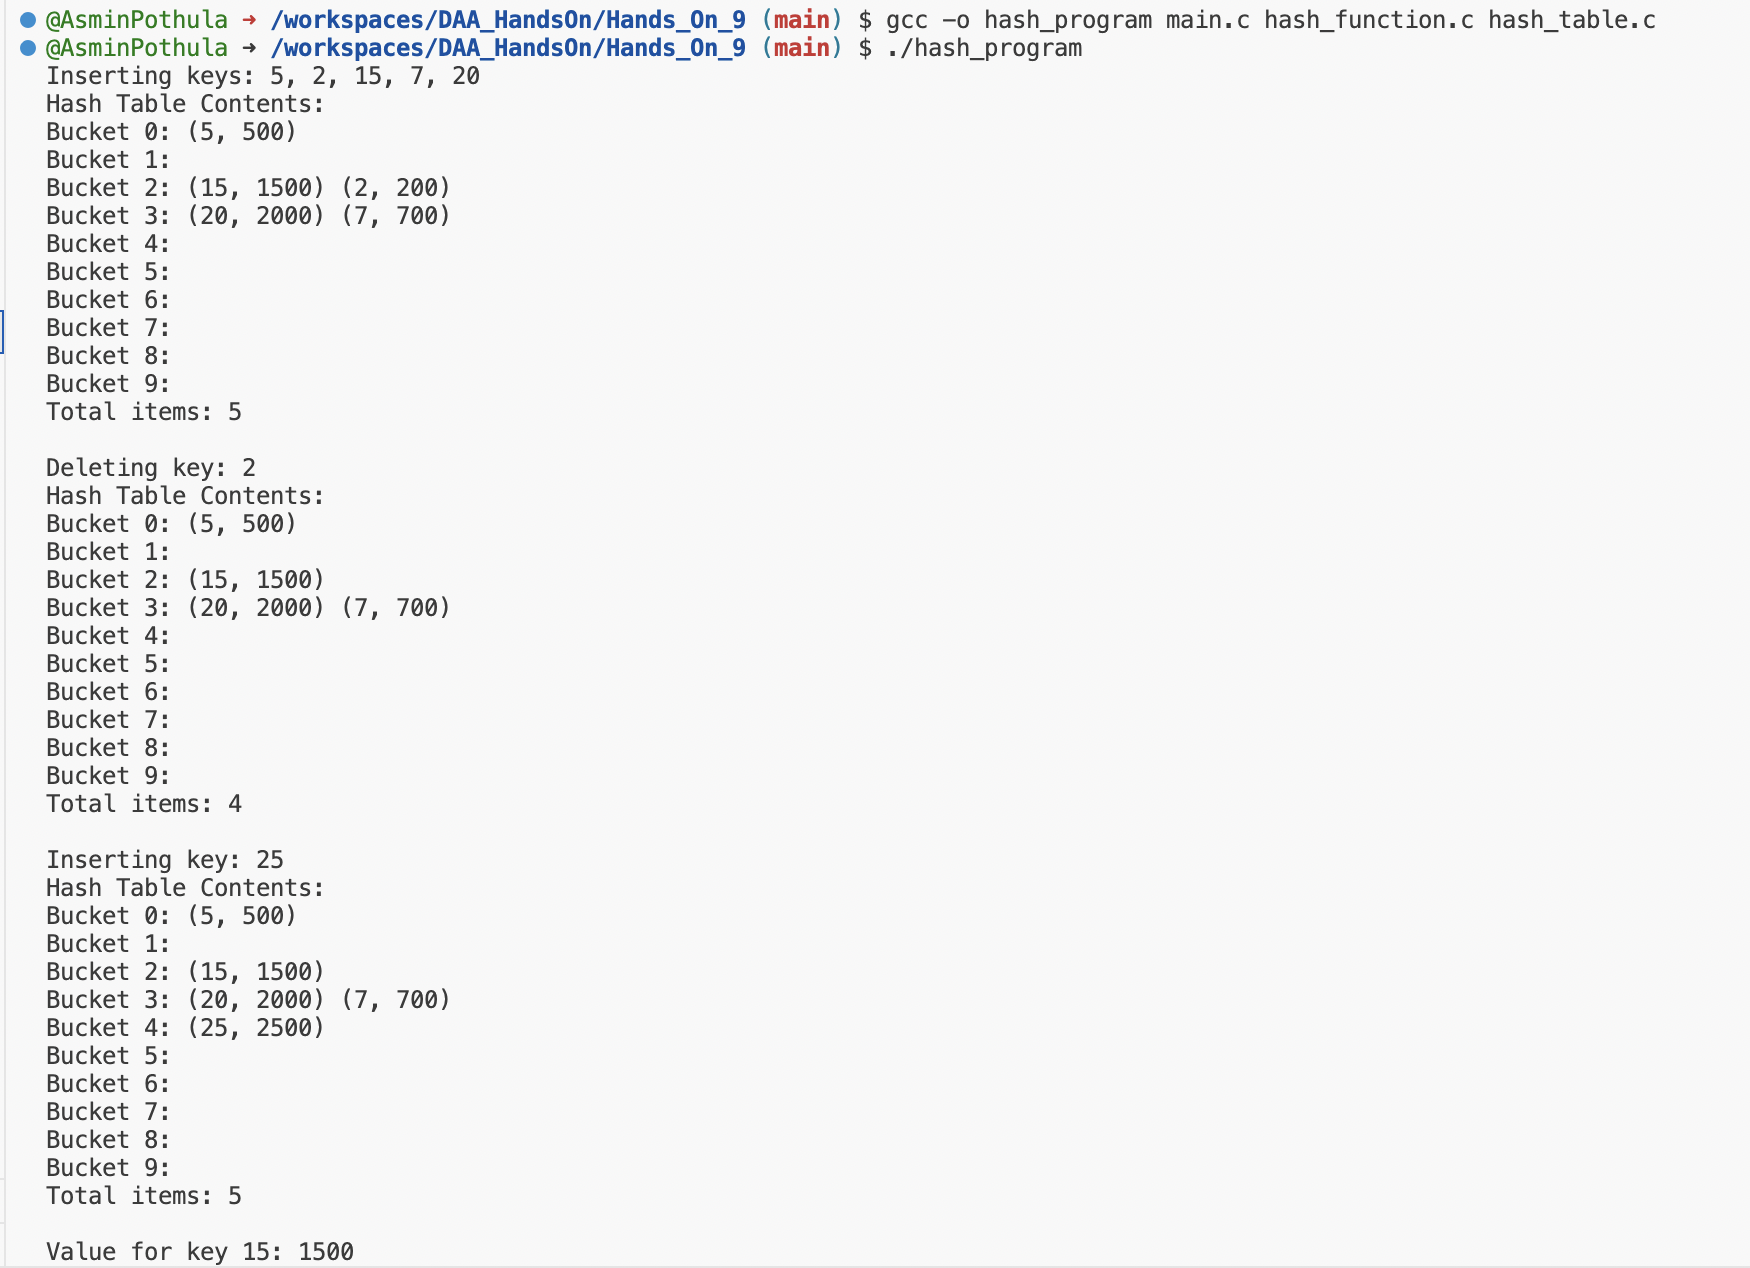 @AsminPothula → /workspaces/DAA_HandsOn/Hands_On_9 (main) $ gcc -o hash_program main.c hash_function.c hash_table.c
@AsminPothula → /workspaces/DAA_HandsOn/Hands_On_9 (main) $ ./hash_program
Inserting keys: 5, 2, 15, 7, 20
Hash Table Contents:
Bucket 0: (5, 500)
Bucket 1:
Bucket 2: (15, 1500) (2, 200)
Bucket 3: (20, 2000) (7, 700)
Bucket 4:
Bucket 5:
Bucket 6:
Bucket 7:
Bucket 8:
Bucket 9:
Total items: 5

Deleting key: 2
Hash Table Contents:
Bucket 0: (5, 500)
Bucket 1:
Bucket 2: (15, 1500)
Bucket 3: (20, 2000) (7, 700)
Bucket 4:
Bucket 5:
Bucket 6:
Bucket 7:
Bucket 8:
Bucket 9:
Total items: 4

Inserting key: 25
Hash Table Contents:
Bucket 0: (5, 500)
Bucket 1:
Bucket 2: (15, 1500)
Bucket 3: (20, 2000) (7, 700)
Bucket 4: (25, 2500)
Bucket 5:
Bucket 6:
Bucket 7:
Bucket 8:
Bucket 9:
Total items: 5

Value for key 15: 1500